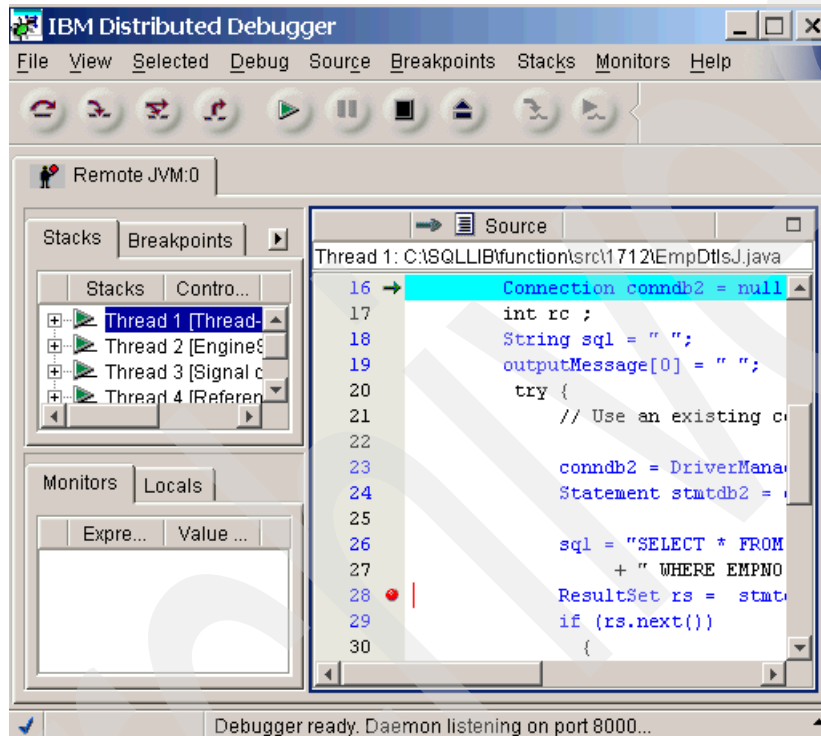 IBM Distributed Debugger
File View Selected Debug Source Breakpoints Stacks Monitors Help
Remote JVM:0
Stacks Breakpoints
Stacks Contro...
Thread 1 [Thread-
Thread 2 [EngineS
Thread 3 [Signal c
Thread 4 [Referen
Monitors Locals
Expre... Value ...
Source
Thread 1: C:\SQLLIB\function\src\1712\EmpDtlsJ.java
16 Connection conndb2 = null
17 int rc ;
18 String sql = " ";
19 outputMessage[0] = " ";
20 try {
21 // Use an existing c
22
23 conndb2 = DriverMana
24 Statement stmtdb2 =
25
26 sql = "SELECT * FROM
27 + " WHERE EMPNO
28 ResultSet rs = stmt
29 if (rs.next())
30 {
Debugger ready. Daemon listening on port 8000...